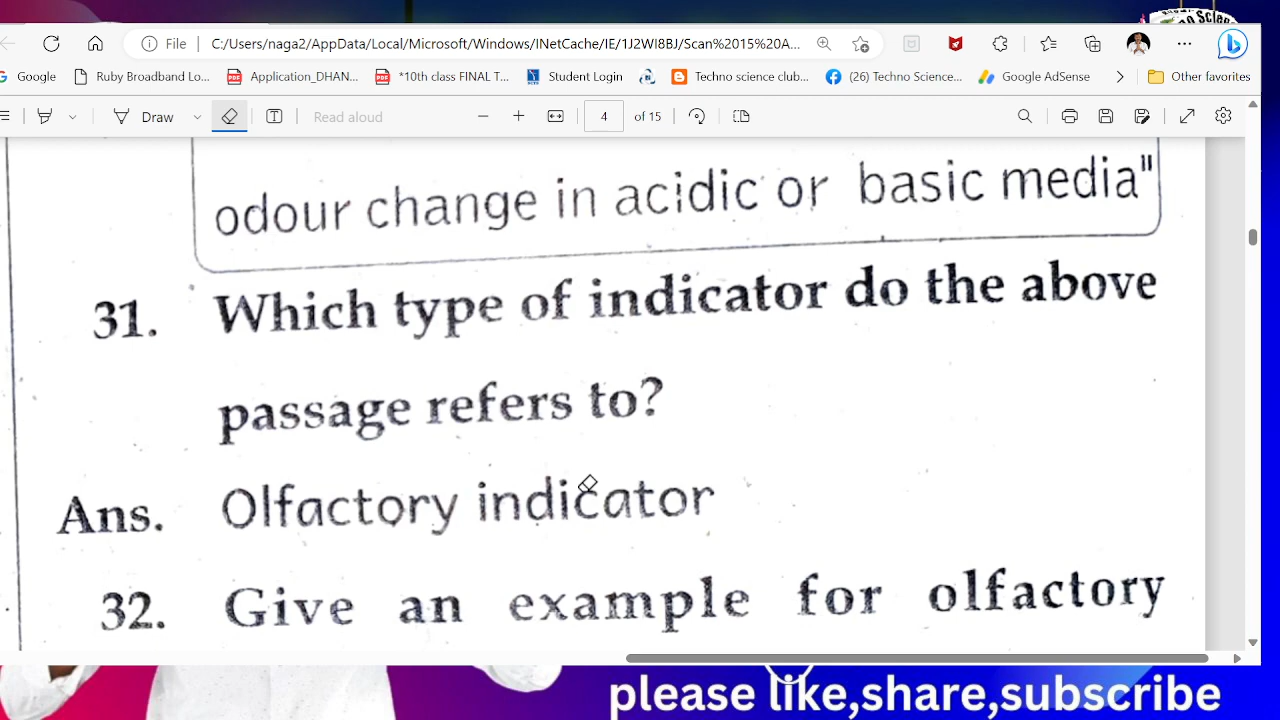 File C:/Users/naga2/AppData/Local/Microsoft/Windows/INetCache/IE/1J2WI8BJ/Scan%2015%20A...
Google Ruby Broadband Lo... Application_DHAN... *10th class FINAL T... Student Login Technoscience club... (26) Techno Science... Google AdSense Other favorites
Draw Read aloud 4 of 15
odour change in acidic or basic media"
31. Which type of indicator do the above
passage refers to?
Ans. Olfactory indicator
32. Give an example for olfactory
please like,share,subscribe